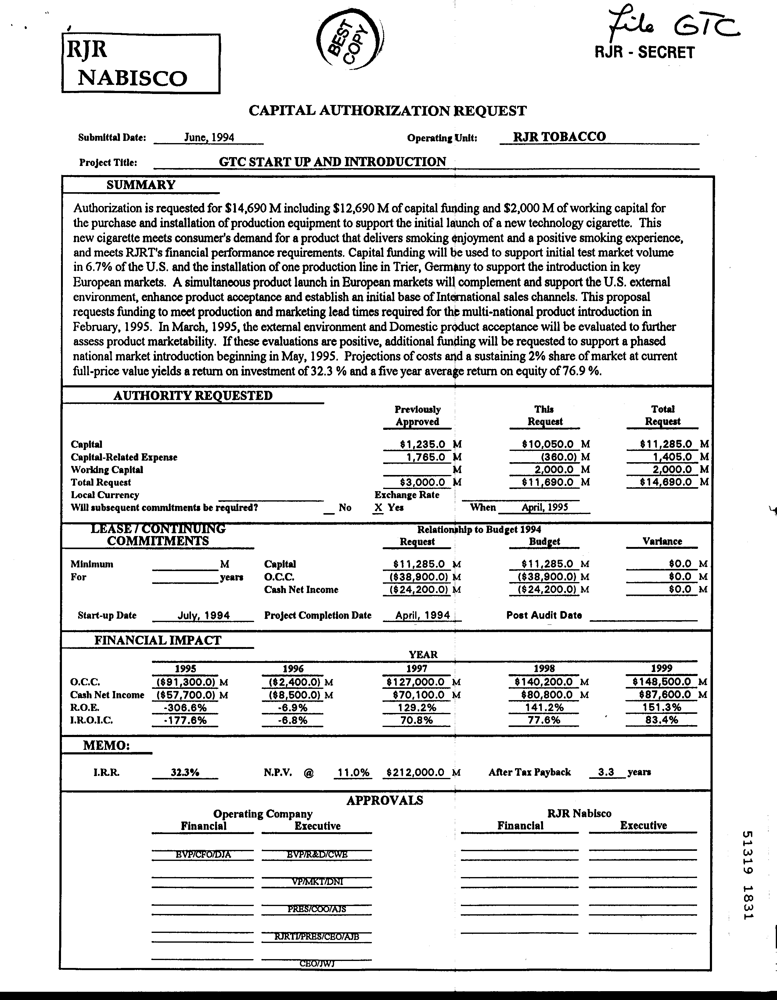 File GTC
RJR - SECRET
BEST
COPY
RJR
NABISCO
CAPITAL AUTHORIZATION REQUEST
Submittal Date: June, 1994 Operating Unit: RJR TOBACCO
Project Title: GTC START UP AND INTRODUCTION
SUMMARY
Authorization is requested for $14,690 M including $12,690 M of capital funding and $2,000 M of working capital for
the purchase and installation of production equipment to support the initial launch of a new technology cigarette. This
new cigarette meets consumer's demand for a product that delivers smoking enjoyment and a positive smoking experience,
and meets RJRT's financial performance requirements. Capital funding will be used to support initial test market volume
in 6.7% of the U.S. and the installation of one production line in Trier, Germany to support the introduction in key
European markets. A simultaneous product launch in European markets will complement and support the U.S. external
environment, enhance product acceptance and establish an initial base of International sales channels. This proposal
requests funding to meet production and marketing lead times required for the multi-national product introduction in
February, 1995. In March, 1995, the external environment and Domestic product acceptance will be evaluated to further
assess product marketability. If these evaluations are positive, additional funding will be requested to support a phased
national market introduction beginning in May, 1995. Projections of costs and a sustaining 2% share of market at current
full-price value yields a return on investment of 32.3 % and a five year average return on equity of 76.9 %.
AUTHORITY REQUESTED
Previously This Total
Approved Request Request
Capital $1,235.0 M $10,050.0 M $11,285.0 M
Capital-Related Expense 1,765.0 M (360.0) M 1,405.0 M
Working Capital M 2,000.0 M 2,000.0 M
Total Request $3,000.0 M $11,690.0 M $14,690.0 M
Local Currency Exchange Rate
Will subsequent commitments be required? No X Yes When April, 1995
LEASE / CONTINUING Relationship to Budget 1994
COMMITMENTS Request Budget Variance
Minimum M Capital $11,285.0 M $11,285.0 M $0.0 M
For years O.C.C. ($38,900.0) M ($38,900.0) M $0.0 M
Cash Net Income ($24,200.0) M ($24,200.0) M $0.0 M
Start-up Date July, 1994 Project Completion Date April, 1994 Post Audit Date
FINANCIAL IMPACT
YEAR
1995 1996 1997 1998 1999
O.C.C. ($91,300.0) M ($2,400.0) M $127,000.0 M $140,200.0 M $148,500.0 M
Cash Net Income ($57,700.0) M ($8,500.0) M $70,100.0 M $80,800.0 M $87,600.0 M
R.O.E. -306.6% -6.9% 129.2% 141.2% 151.3%
I.R.O.I.C. -177.6% -6.8% 70.8% 77.6% 83.4%
MEMO:
I.R.R. 32.3% N.P.V. @ 11.0% $212,000.0 M After Tax Payback 3.3 years
APPROVALS
Operating Company RJR Nabisco
Financial Executive Financial Executive
EVP/CFO/DJA EVP/R&D/CWE
VP/MKT/DNI
PRES/COO/AJS
RJRTI/PRES/CEO/AJB
CEO/JWJ
51319 1831